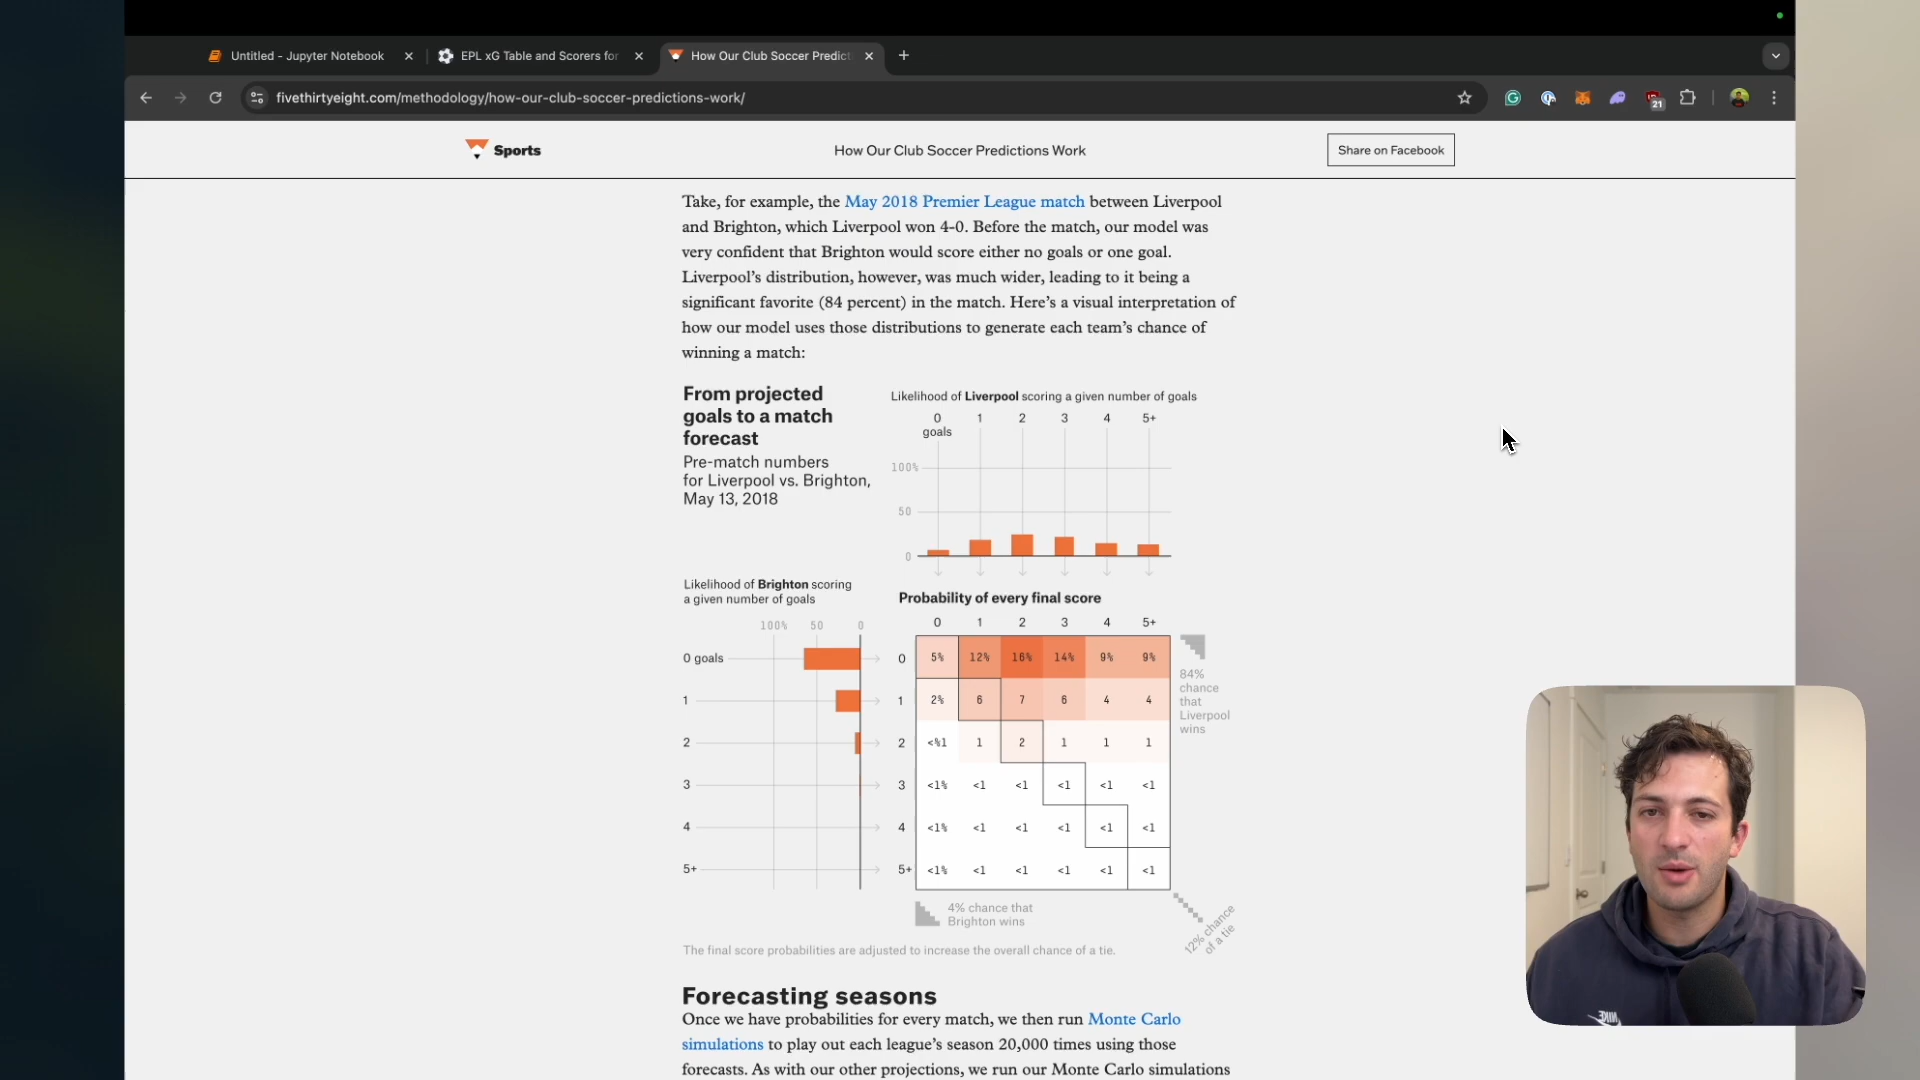 Untitled - Jupyter Notebook
EPL xG Table and Scorers for
How Our Club Soccer Predict
fivethirtyeight.com/methodology/how-our-club-soccer-predictions-work/
21
Sports
How Our Club Soccer Predictions Work
Share on Facebook
Take, for example, the May 2018 Premier League match between Liverpool
and Brighton, which Liverpool won 4-0. Before the match, our model was
very confident that Brighton would score either no goals or one goal.
Liverpool’s distribution, however, was much wider, leading to it being a
significant favorite (84 percent) in the match. Here’s a visual interpretation of
how our model uses those distributions to generate each team’s chance of
winning a match:
From projected
goals to a match
forecast
Pre-match numbers
for Liverpool vs. Brighton,
May 13, 2018
Likelihood of Liverpool scoring a given number of goals
0 1 2 3 4 5+
goals
100%
50
0
Likelihood of Brighton scoring
a given number of goals
100% 50 0
0 goals
1
2
3
4
5+
Probability of every final score
0 1 2 3 4 5+
0 5% 12% 16% 14% 9% 9%
1 2% 6 7 6 4 4
2 <%1 1 2 1 1 1
3 <1% <1 <1 <1 <1 <1
4 <1% <1 <1 <1 <1 <1
5+ <1% <1 <1 <1 <1 <1
84%
chance
that
Liverpool
wins
4% chance that
Brighton wins
12% chance
of a tie
The final score probabilities are adjusted to increase the overall chance of a tie.
Forecasting seasons
Once we have probabilities for every match, we then run Monte Carlo
simulations to play out each league’s season 20,000 times using those
forecasts. As with our other projections, we run our Monte Carlo simulations
NIKE